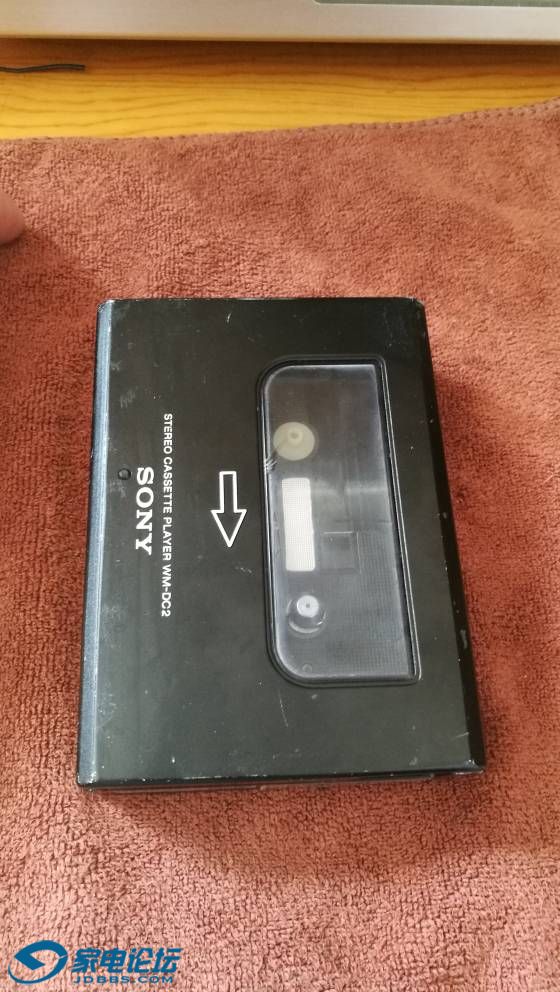 STEREO CASSETTE PLAYER WM-DC2
SONY
家电论坛
JDBBS.COM